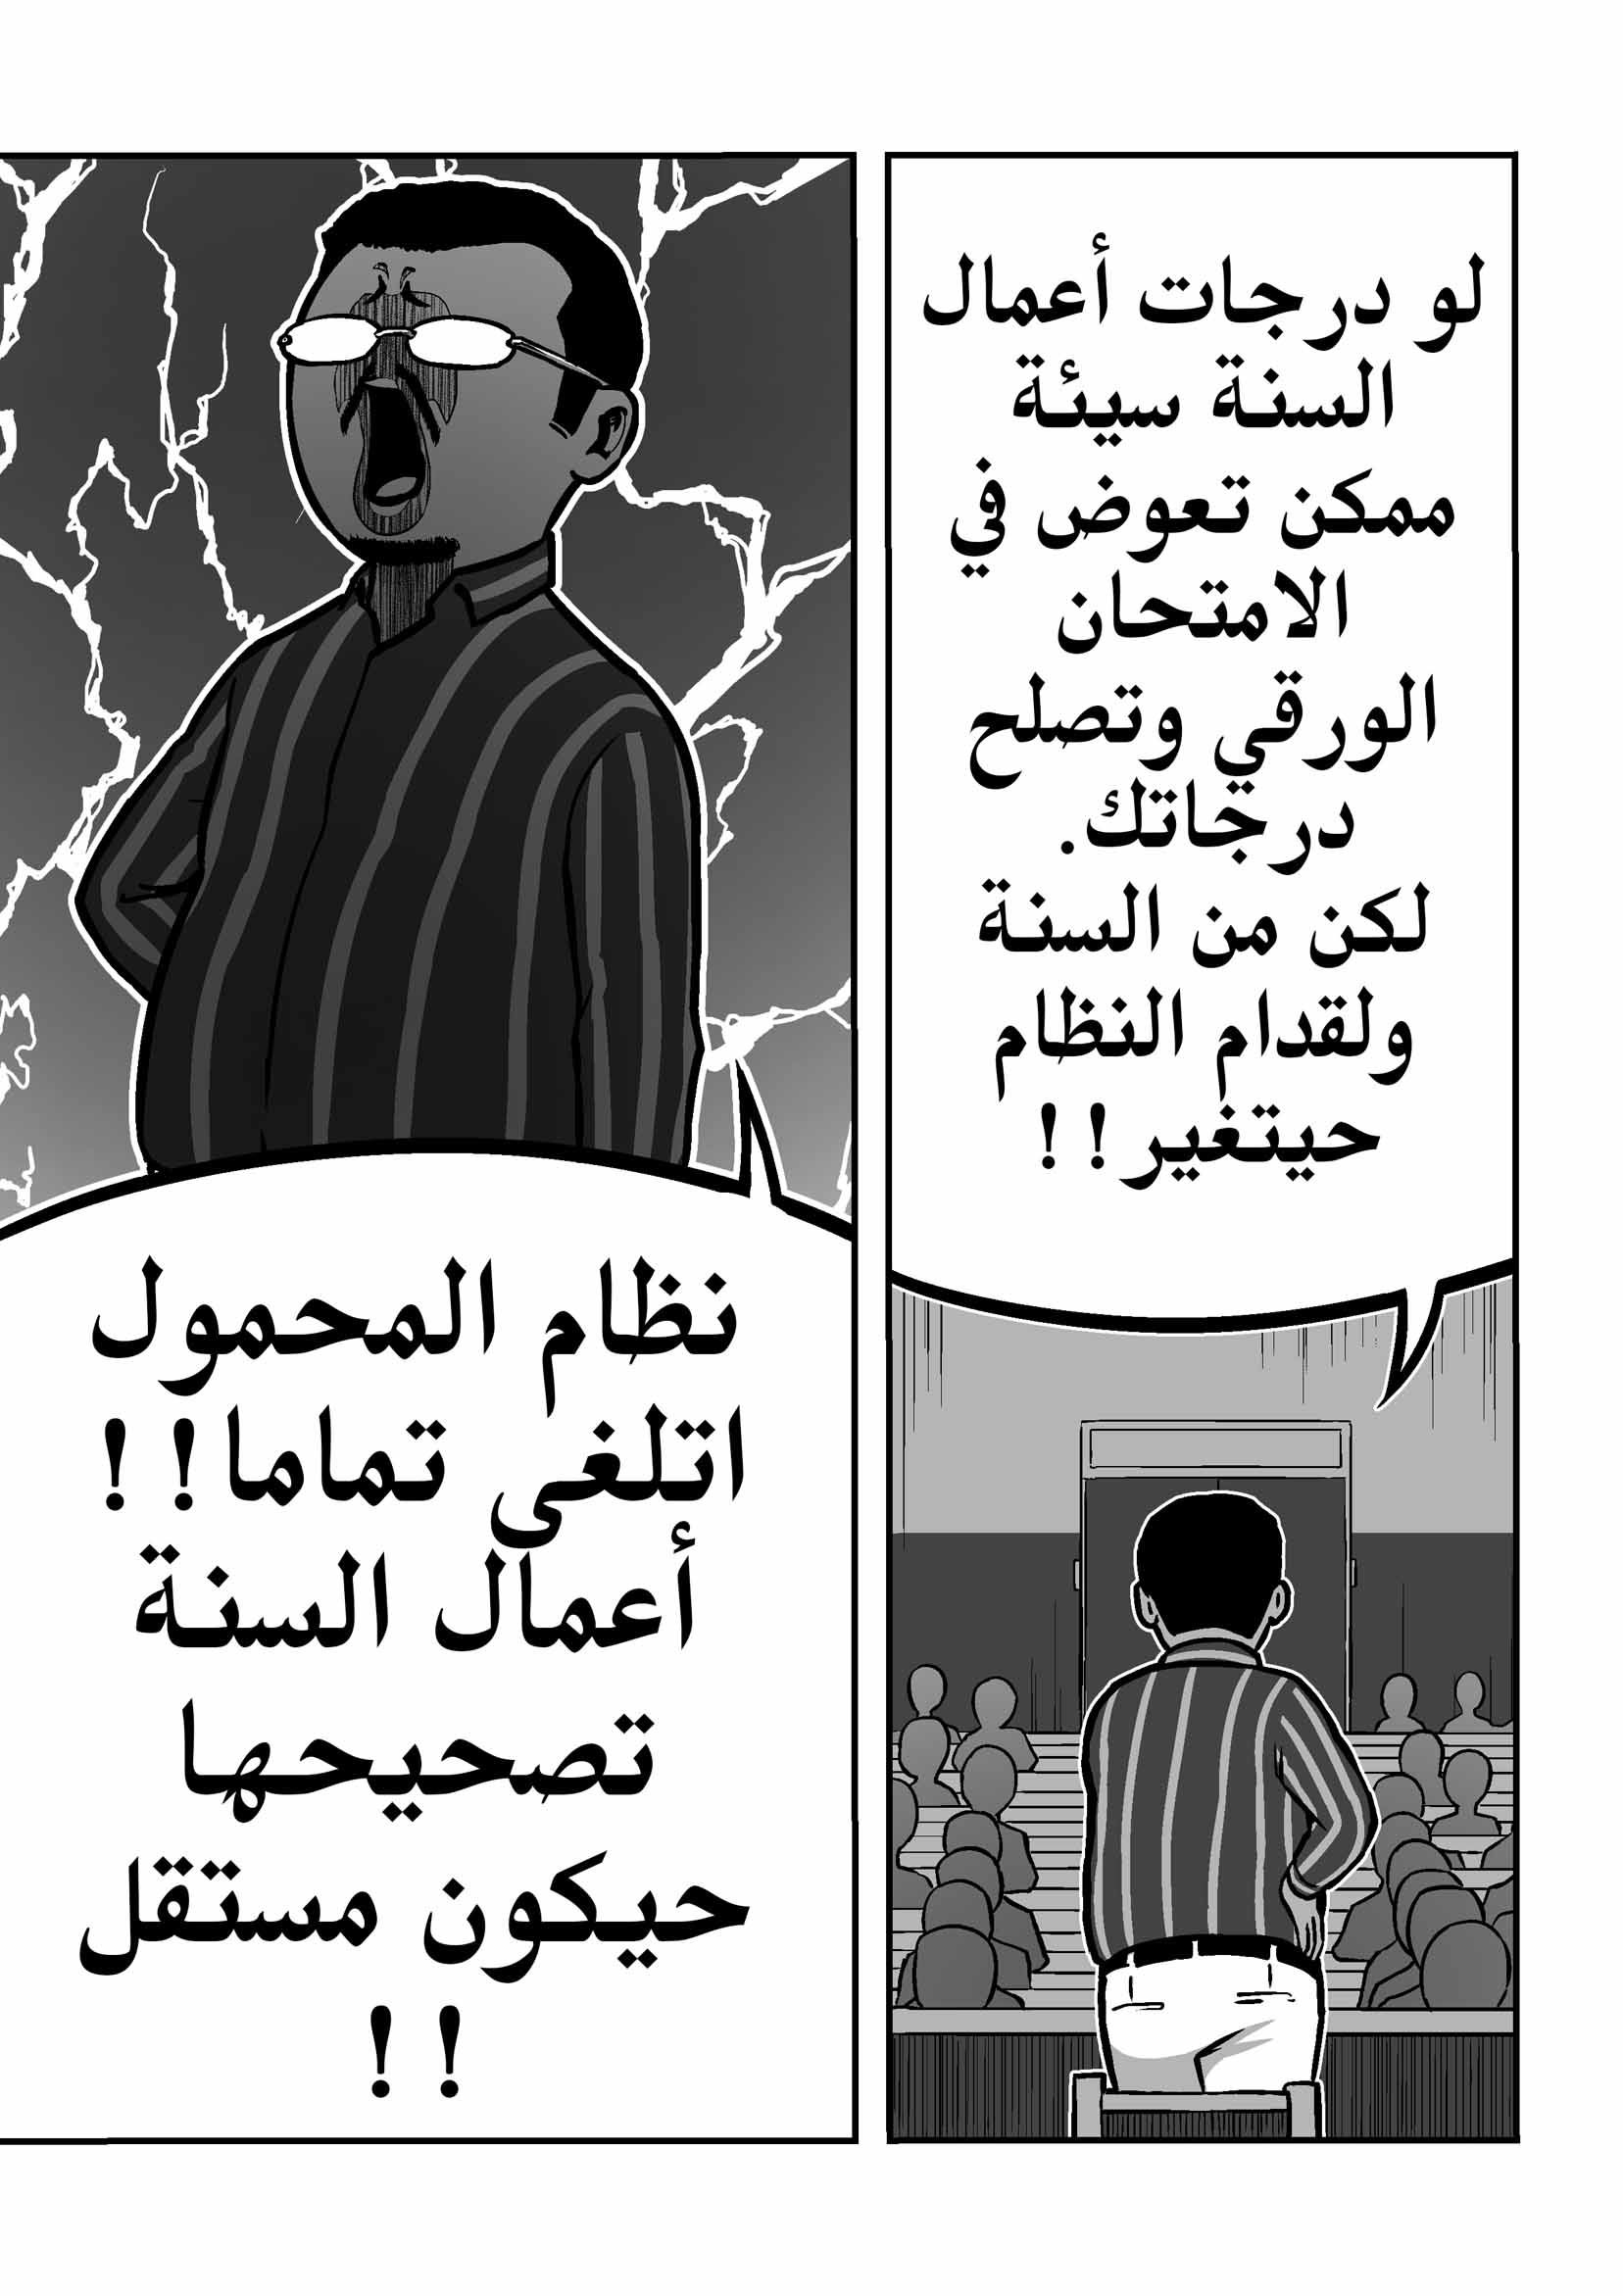 لو درجات أعمال
السنة سيئة
ممكن تعوض في
الامتحان
الورقي وتصلح
درجاتك.
لكن من السنة
ولقدام النظام
حيتغير!!
نظام المحمول
اتلغى تماما!!
أعمال السنة
تصحيحها
حيكون مستقل
!!